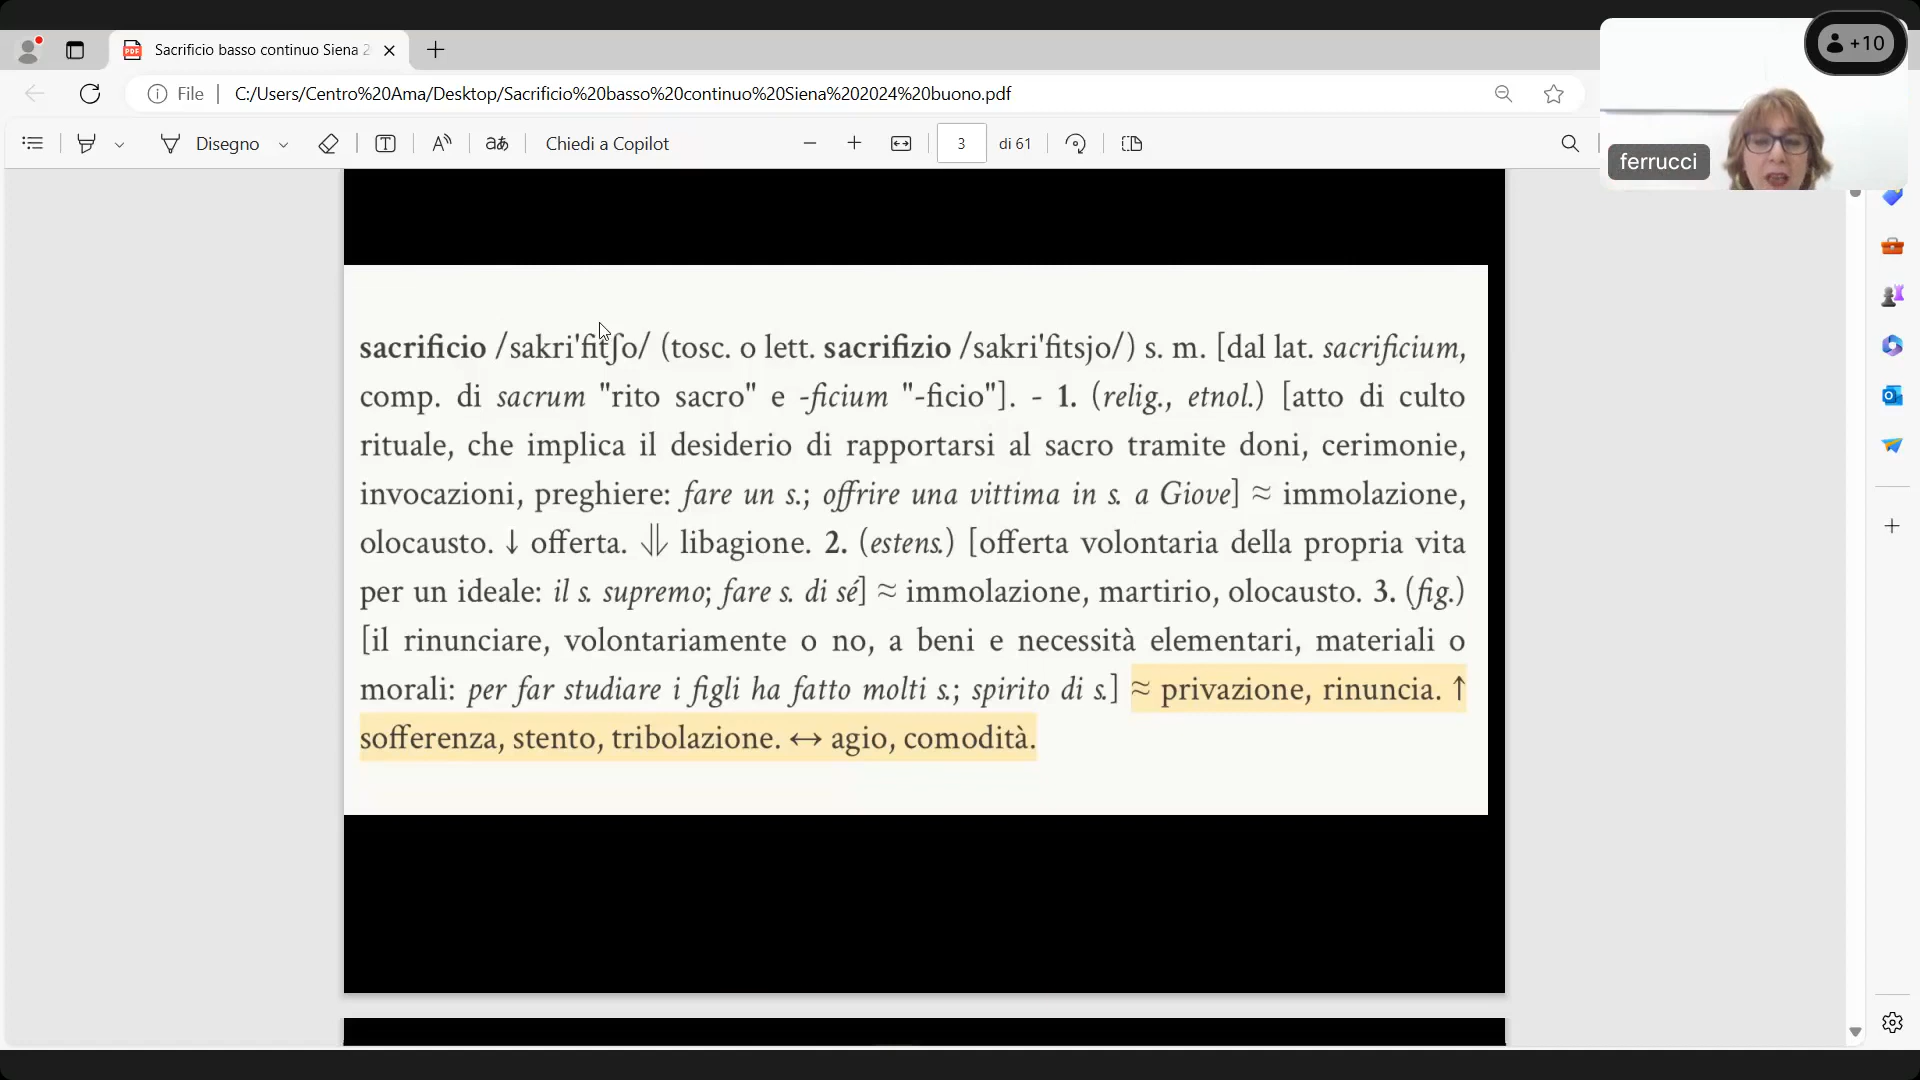 Sacrificio basso continuo Siena 2
+10
File
C:/Users/Centro%20Ama/Desktop/Sacrificio%20basso%20continuo%20Siena%202024%20buono.pdf
Disegno
Chiedi a Copilot
3
di 61
ferrucci
sacrificio /sakri'fitʃo/ (tosc. o lett. sacrifizio /sakri'fitsjo/) s. m. [dal lat. sacrificium,
comp. di sacrum "rito sacro" e -ficium "-ficio"]. - 1. (relig., etnol.) [atto di culto
rituale, che implica il desiderio di rapportarsi al sacro tramite doni, cerimonie,
invocazioni, preghiere: fare un s.; offrire una vittima in s. a Giove] ≈ immolazione,
olocausto. ↓ offerta. ⇓ libagione. 2. (estens.) [offerta volontaria della propria vita
per un ideale: il s. supremo; fare s. di sé] ≈ immolazione, martirio, olocausto. 3. (fig.)
[il rinunciare, volontariamente o no, a beni e necessità elementari, materiali o
morali: per far studiare i figli ha fatto molti s.; spirito di s.] ≈ privazione, rinuncia. ↑
sofferenza, stento, tribolazione. ↔ agio, comodità.